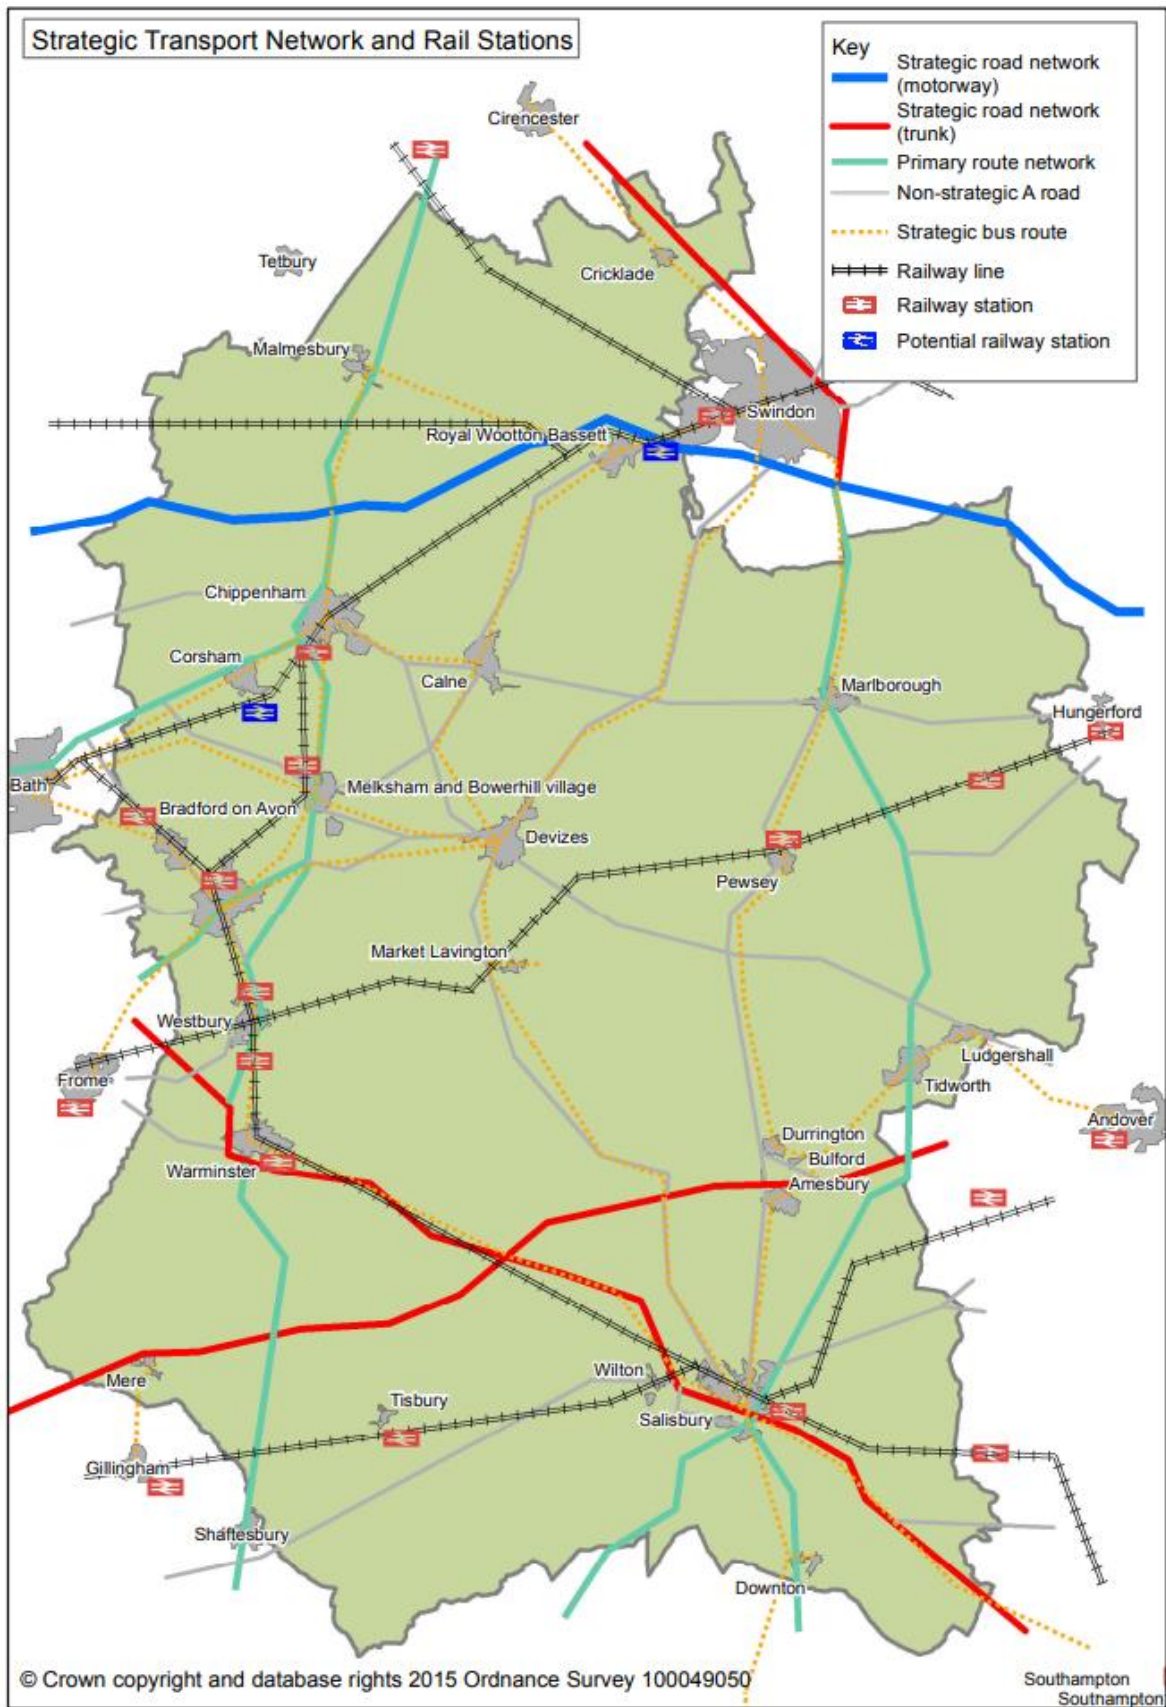 Strategic Transport Network and Rail Stations
Key
Strategic road network
(motorway)
Strategic road network
(trunk)
Primary route network
Non-strategic A road
Strategic bus route
Railway line
Railway station
Potential railway station
Cirencester
Tetbury
Cricklade
Malmesbury
Swindon
Royal Wootton Bassett
Chippenham
Corsham
Calne
Marlborough
Hungerford
Bath
Melksham and Bowerhill village
Bradford on Avon
Devizes
Pewsey
Market Lavington
Westbury
Ludgershall
Frome
Tidworth
Andover
Durrington
Bulford
Warminster
Amesbury
Mere
Wilton
Tisbury
Salisbury
Gillingham
Shaftesbury
Downton
© Crown copyright and database rights 2015 Ordnance Survey 100049050
Southampton
Southampton